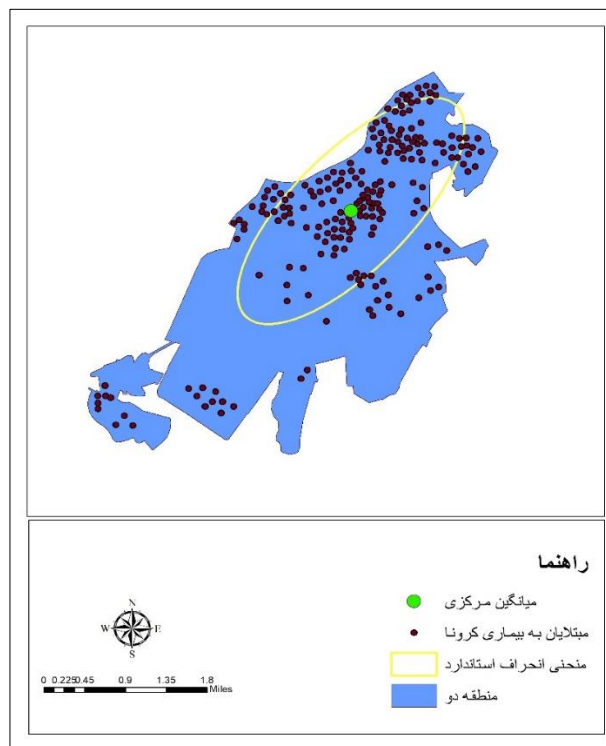 راهنما
میانگین مرکزی
مبتلایان به بیماری کرونا
منحنی انحراف استاندارد
منطقه دو
N
W E
S
0 0.225 0.45 0.9 1.35 1.8
Miles